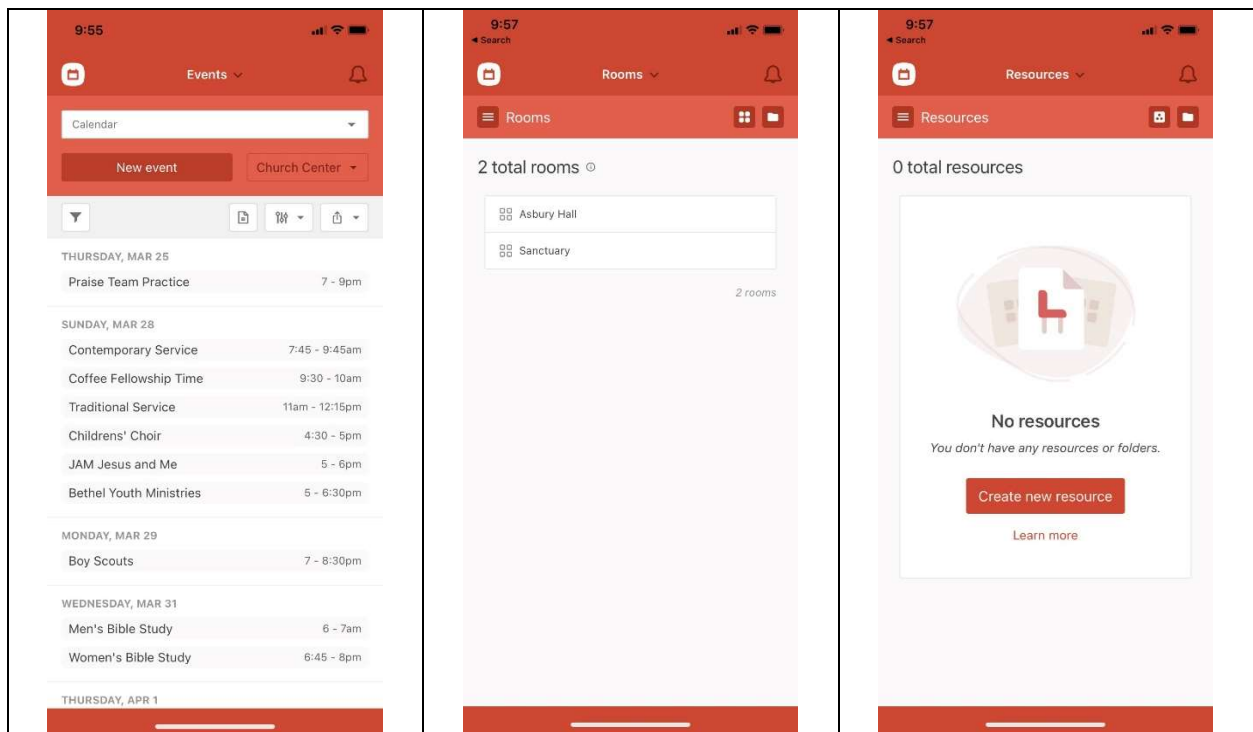 9:55
Events
Calendar
New event
Church Center
THURSDAY, MAR 25
Praise Team Practice 7 - 9pm
SUNDAY, MAR 28
Contemporary Service 7:45 - 9:45am
Coffee Fellowship Time 9:30 - 10am
Traditional Service 11am - 12:15pm
Childrens' Choir 4:30 - 5pm
JAM Jesus and Me 5 - 6pm
Bethel Youth Ministries 5 - 6:30pm
MONDAY, MAR 29
Boy Scouts 7 - 8:30pm
WEDNESDAY, MAR 31
Men's Bible Study 6 - 7am
Women's Bible Study 6:45 - 8pm
THURSDAY, APR 1
9:57
Search
Rooms
Rooms
2 total rooms
Asbury Hall
Sanctuary
2 rooms
9:57
Search
Resources
Resources
0 total resources
No resources
You don't have any resources or folders.
Create new resource
Learn more